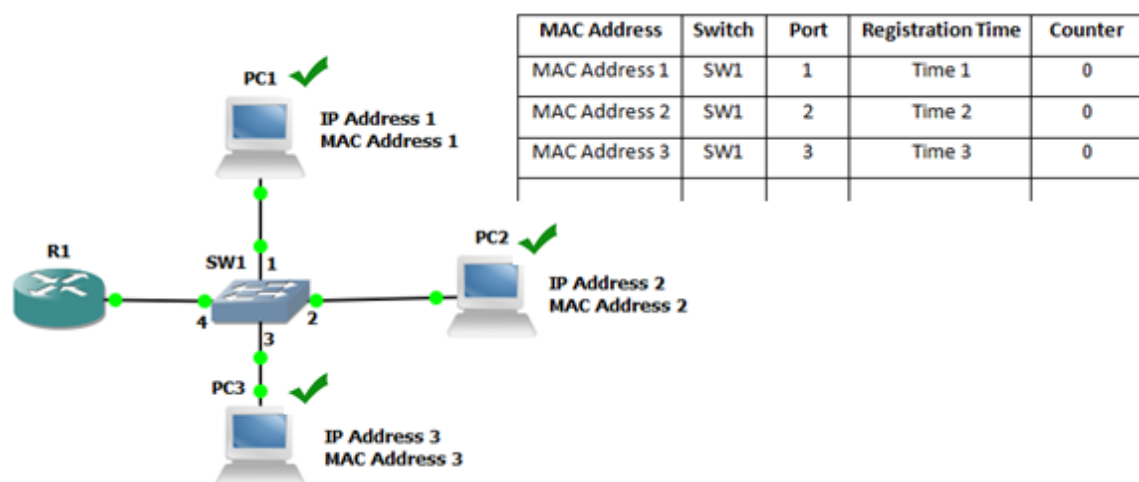 MAC Address Switch Port Registration Time Counter
MAC Address 1 SW1 1 Time 1 0
MAC Address 2 SW1 2 Time 2 0
MAC Address 3 SW1 3 Time 3 0
PC1
IP Address 1
MAC Address 1
R1
SW1
1
2
3
4
PC2
IP Address 2
MAC Address 2
PC3
IP Address 3
MAC Address 3